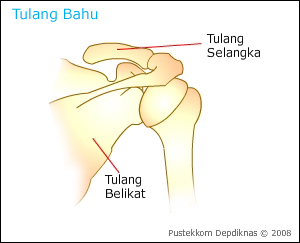 Tulang Bahu
Tulang
Selangka
Tulang
Belikat
Pustekkom Depdiknas © 2008